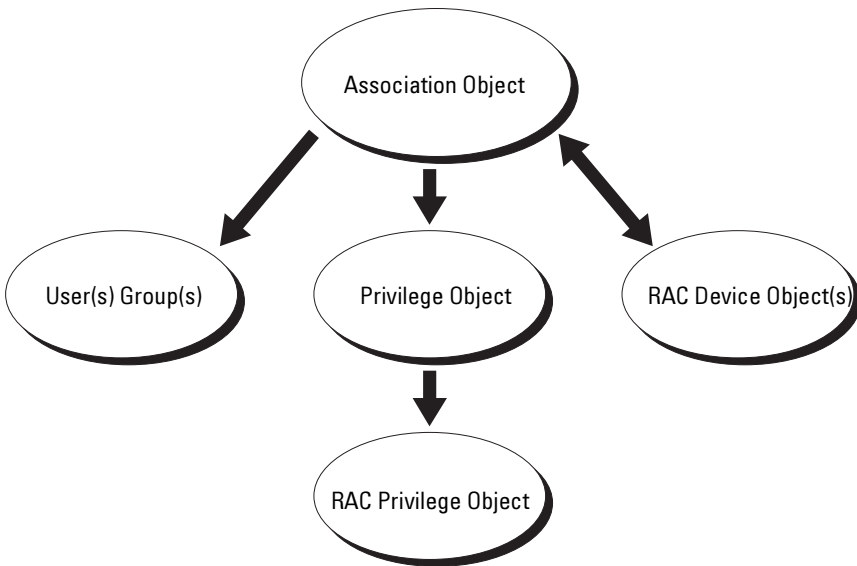 Association Object
User(s) Group(s)
Privilege Object
RAC Device Object(s)
RAC Privilege Object